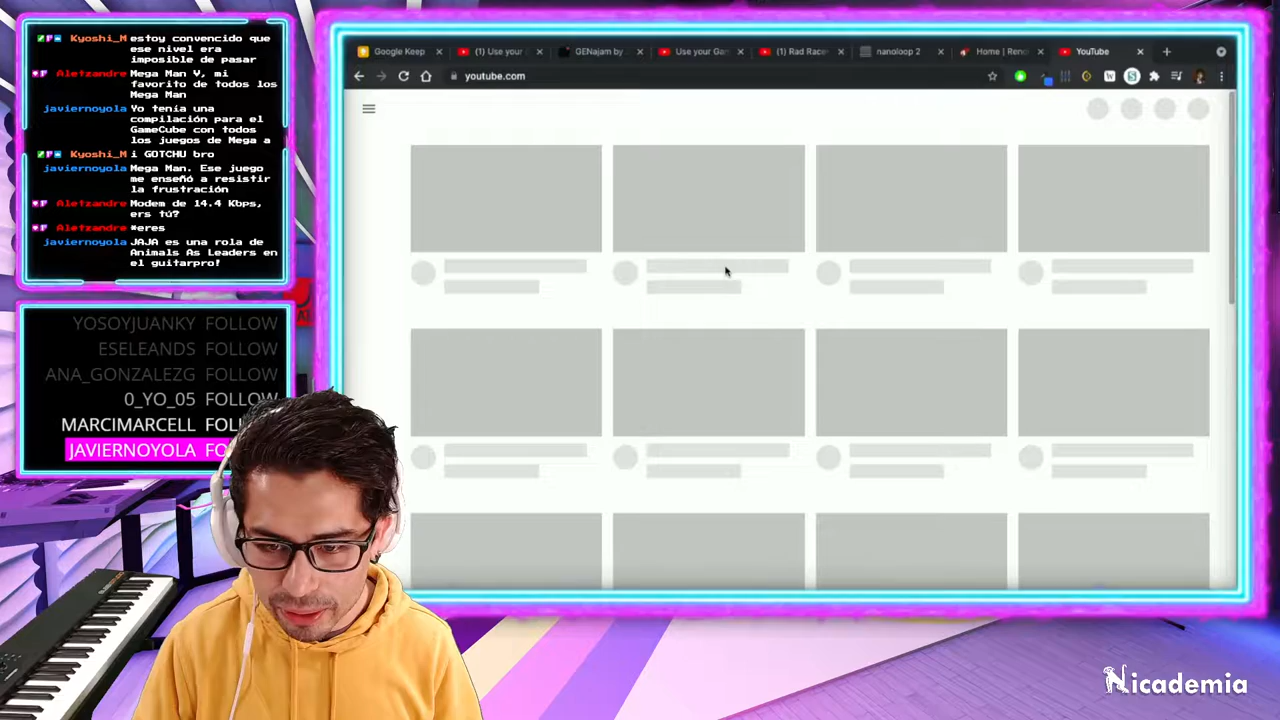 Kyoshi_M estoy convencido que
ese nivel era
imposible de pasar
Aletzandre Mega Man V, mi
favorito de todos los
Mega Man
javiernoyola Yo tenía una
compilación para el
GameCube con todos
los juegos de Mega a
Kyoshi_M i GOTCHU bro
javiernoyola Mega Man. Ese juego
me enseñó a resistir
la frustración
Aletzandre Modem de 14.4 Kbps,
ers tú?
Aletzandre *eres
javiernoyola JAJA es una rola de
Animals As Leaders en
el guitarpro!
YOSOYJUANKY FOLLOW
ESELEANDS FOLLOW
ANA_GONZALEZG FOLLOW
0_YO_05 FOLLOW
MARCIMARCELL
JAVIERNOYOLA
Google Keep
(1) Use your
GENajam by
Use your Gam
(1) Rad Race
nanoloop 2
Home | Reno
YouTube
youtube.com
Nicademia